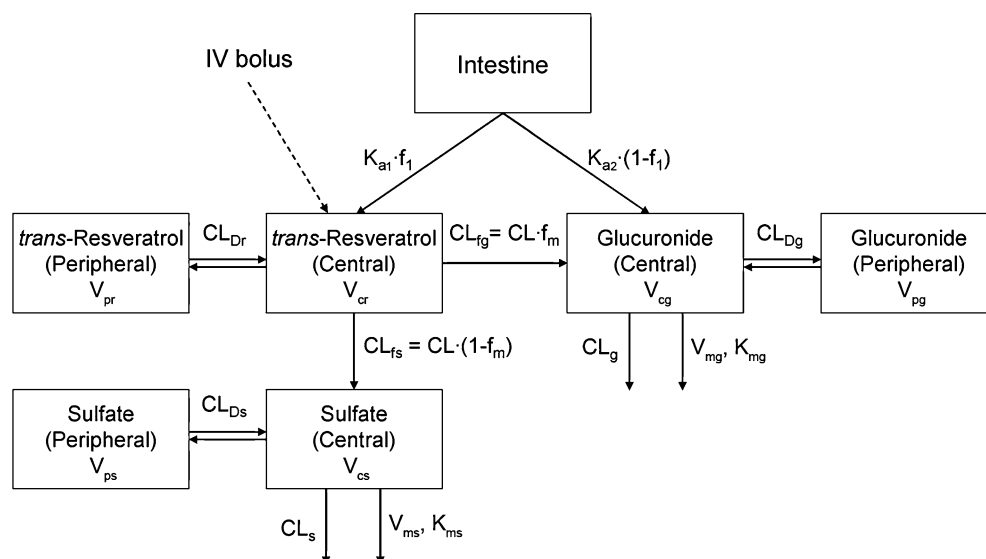 IV bolus
Intestine
Kₐ₁·f₁
Kₐ₂·(1-f₁)
trans-Resveratrol
(Peripheral)
Vpr
CLDr
trans-Resveratrol
(Central)
Vcr
CLfg= CL·fm
Glucuronide
(Central)
Vcg
CLDg
Glucuronide
(Peripheral)
Vpg
CLfs = CL·(1-fm)
CLg
Vmg, Kmg
Sulfate
(Peripheral)
Vps
CLDs
Sulfate
(Central)
Vcs
CLs
Vms, Kms